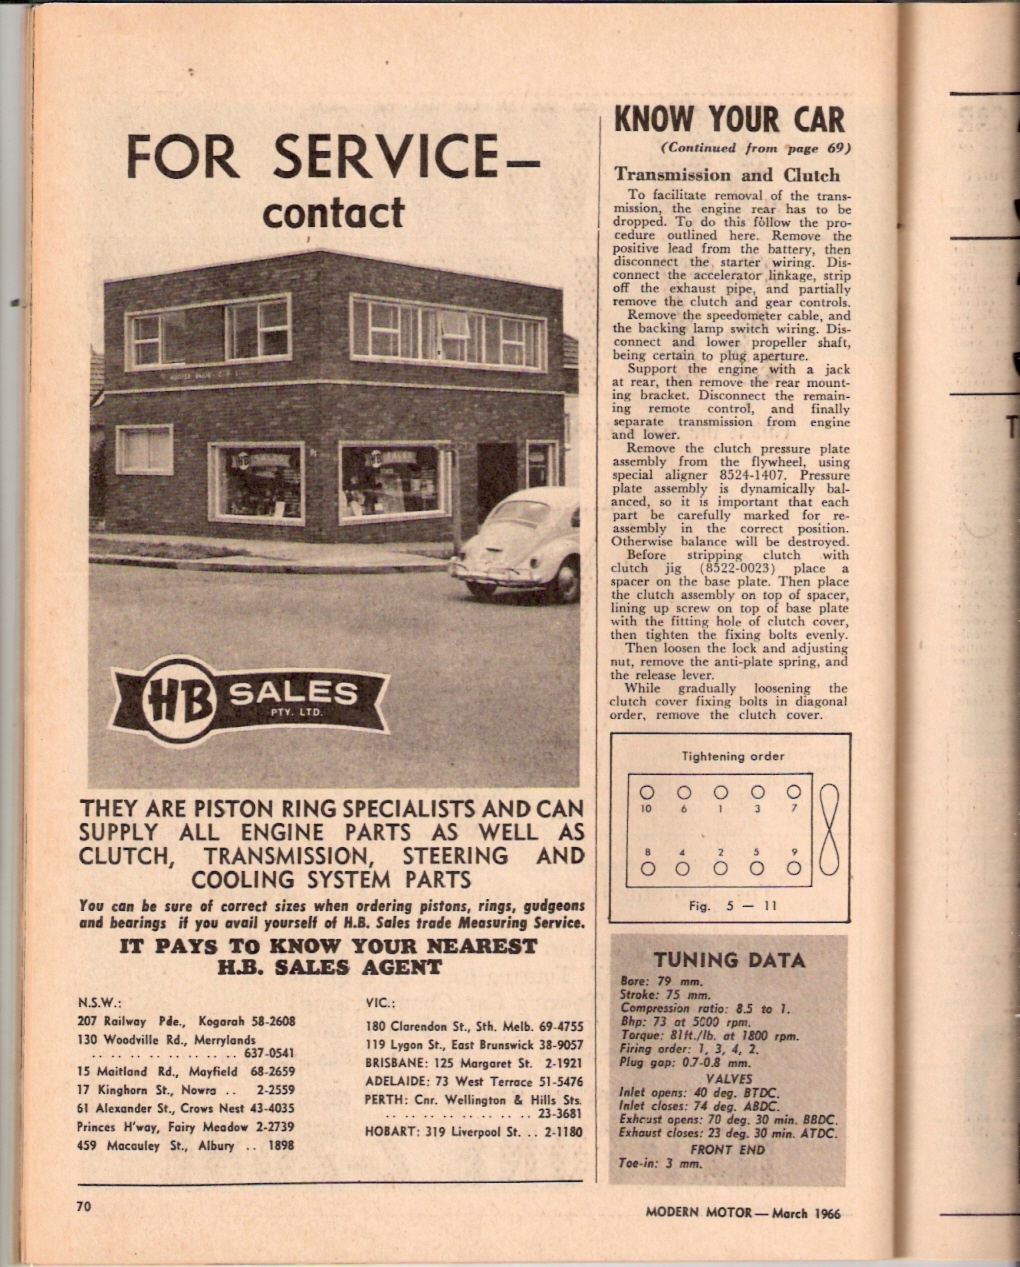 FOR SERVICE—
contact
HB SALES
HB SALES
HB SALES
PTY. LTD.
THEY ARE PISTON RING SPECIALISTS AND CAN
SUPPLY ALL ENGINE PARTS AS WELL AS
CLUTCH, TRANSMISSION, STEERING AND
COOLING SYSTEM PARTS
You can be sure of correct sizes when ordering pistons, rings, gudgeons
and bearings if you avail yourself of H.B. Sales trade Measuring Service.
IT PAYS TO KNOW YOUR NEAREST
H.B. SALES AGENT
N.S.W.:
207 Railway Pde., Kogarah 58-2608
130 Woodville Rd., Merrylands
.. .. .. .. .. .. .. .. .. .. 637-0541
15 Maitland Rd., Mayfield 68-2659
17 Kinghorn St., Nowra .. 2-2559
61 Alexander St., Crows Nest 43-4035
Princes H'way, Fairy Meadow 2-2739
459 Macauley St., Albury .. 1898
VIC.:
180 Clarendon St., Sth. Melb. 69-4755
119 Lygon St., East Brunswick 38-9057
BRISBANE: 125 Margaret St. 2-1921
ADELAIDE: 73 West Terrace 51-5476
PERTH: Cnr. Wellington & Hills Sts.
.. .. .. .. .. .. .. .. .. .. 23-3681
HOBART: 319 Liverpool St. .. 2-1180
KNOW YOUR CAR
(Continued from page 69)
Transmission and Clutch
To facilitate removal of the trans-
mission, the engine rear has to be
dropped. To do this follow the pro-
cedure outlined here. Remove the
positive lead from the battery, then
disconnect the starter wiring. Dis-
connect the accelerator linkage, strip
off the exhaust pipe, and partially
remove the clutch and gear controls.
Remove the speedometer cable, and
the backing lamp switch wiring. Dis-
connect and lower propeller shaft,
being certain to plug aperture.
Support the engine with a jack
at rear, then remove the rear mount-
ing bracket. Disconnect the remain-
ing remote control, and finally
separate transmission from engine
and lower.
Remove the clutch pressure plate
assembly from the flywheel, using
special aligner 8524-1407. Pressure
plate assembly is dynamically bal-
anced, so it is important that each
part be carefully marked for re-
assembly in the correct position.
Otherwise balance will be destroyed.
Before stripping clutch with
clutch jig (8522-0023) place a
spacer on the base plate. Then place
the clutch assembly on top of spacer,
lining up screw on top of base plate
with the fitting hole of clutch cover,
then tighten the fixing bolts evenly.
Then loosen the lock and adjusting
nut, remove the anti-plate spring, and
the release lever.
While gradually loosening the
clutch cover fixing bolts in diagonal
order, remove the clutch cover.
Tightening order
10 6 1 3 7
8 4 2 5 9
Fig. 5 — 11
TUNING DATA
Bore: 79 mm.
Stroke: 75 mm.
Compression ratio: 8.5 to 1.
Bhp: 73 at 5000 rpm.
Torque: 81ft./lb. at 1800 rpm.
Firing order: 1, 3, 4, 2.
Plug gap: 0.7-0.8 mm.
VALVES
Inlet opens: 40 deg. BTDC.
Inlet closes: 74 deg. ABDC.
Exhaust opens: 70 deg. 30 min. BBDC.
Exhaust closes: 23 deg. 30 min. ATDC.
FRONT END
Toe-in: 3 mm.
70
MODERN MOTOR — March 1966